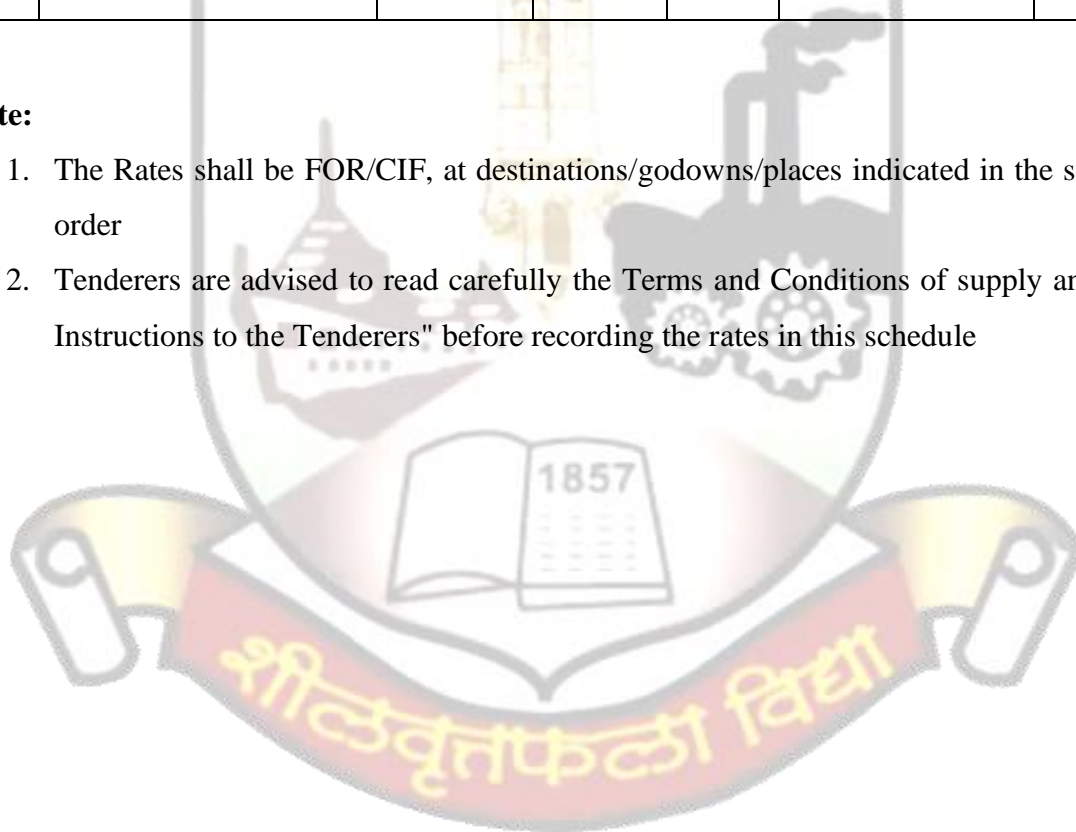 te:
1. The Rates shall be FOR/CIF, at destinations/godowns/places indicated in the s
order
2. Tenderers are advised to read carefully the Terms and Conditions of supply an
Instructions to the Tenderers" before recording the rates in this schedule
1857
शीलवृतफला विद्या